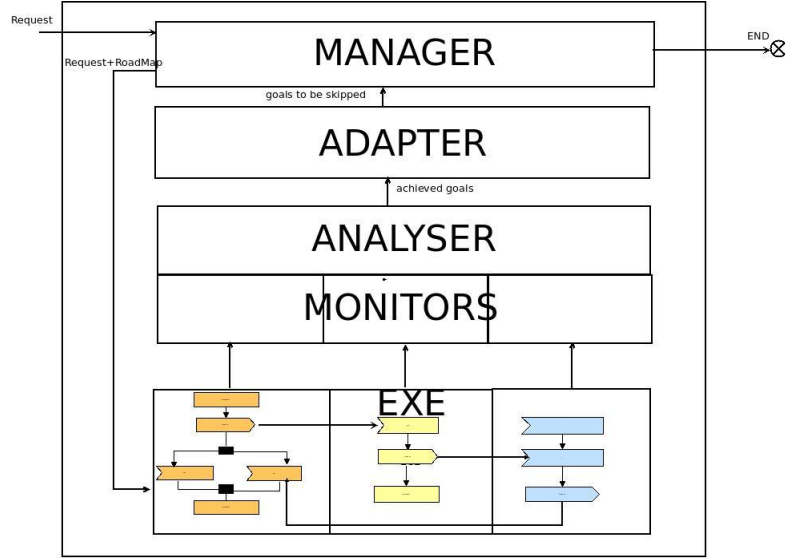 Request
END
MANAGER
Request+RoadMap
goals to be skipped
ADAPTER
achieved goals
ANALYSER
MONITORS
EXE